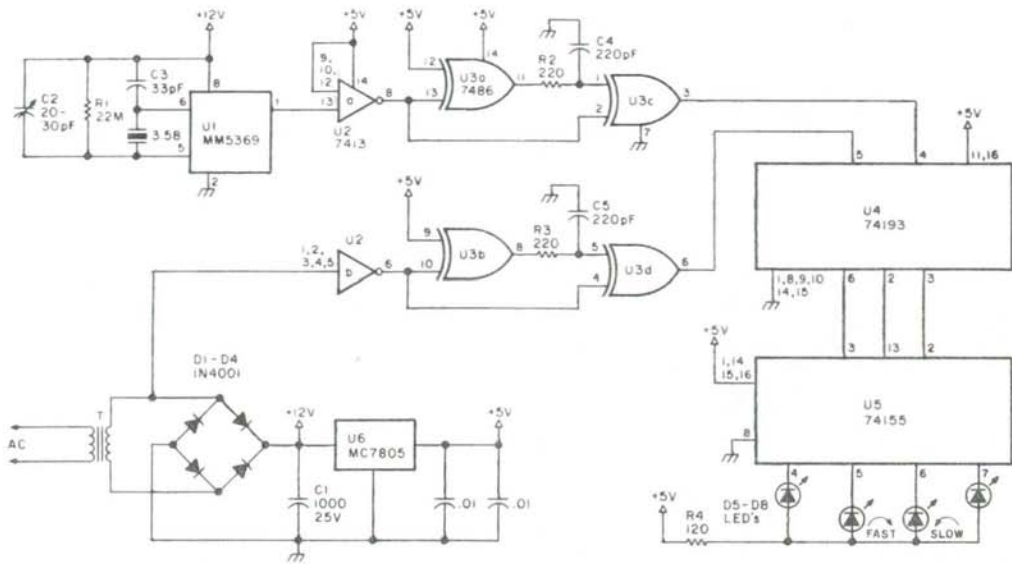 +12V
C3
33pF
C2
20-
30pF
R1
22M
3.58
6
5
8
U1
MM5369
1
2
+5V
9,
10,
12
13
14
a
8
U2
7413
+5V
+5V
12
13
14
U3a
7486
11
R2
220
C4
220pF
1
2
U3c
7
3
+5V
5
4
11,16
U4
74193
1,8,9,10
14,15
6
2
3
+5V
U2
1,2,
3,4,5
b
6
9
10
U3b
8
R3
220
C5
220pF
5
4
U3d
6
+5V
1,14
15,16
3
13
2
U5
74155
8
4
5
6
7
D1-D4
1N4001
T
AC
+12V
U6
MC7805
+5V
C1
1000
25V
.01
.01
+5V
R4
120
D5-D8
LED's
FAST
SLOW